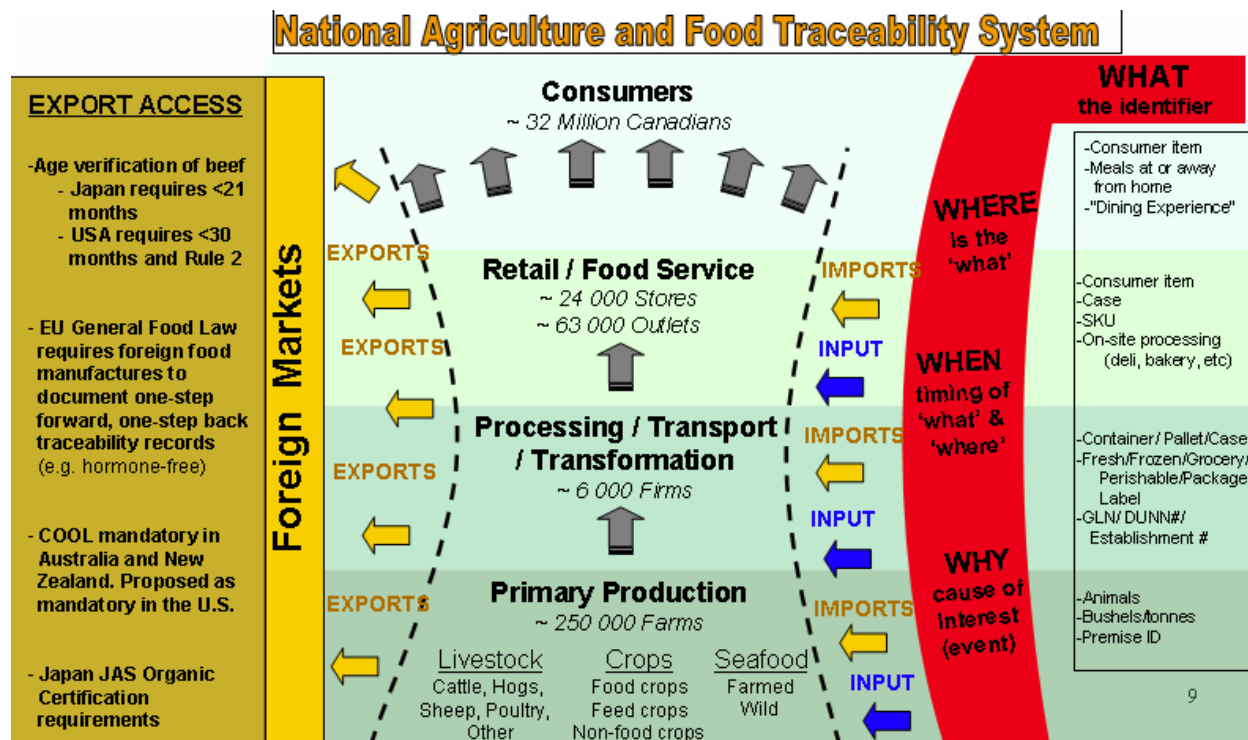 National Agriculture and Food Traceability System
EXPORT ACCESS
-Age verification of beef
- Japan requires <21
months
- USA requires <30
months and Rule 2
- EU General Food Law
requires foreign food
manufactures to
document one-step
forward, one-step back
traceability records
(e.g. hormone-free)
- COOL mandatory in
Australia and New
Zealand. Proposed as
mandatory in the U.S.
- Japan JAS Organic
Certification
requirements
Foreign Markets
Consumers
~ 32 Million Canadians
EXPORTS
Retail / Food Service
~ 24 000 Stores
~ 63 000 Outlets
IMPORTS
EXPORTS
INPUT
Processing / Transport
/ Transformation
~ 6 000 Firms
IMPORTS
EXPORTS
INPUT
Primary Production
~ 250 000 Farms
EXPORTS
IMPORTS
Livestock
Cattle, Hogs,
Sheep, Poultry,
Other
Crops
Food crops
Feed crops
Non-food crops
Seafood
Farmed
Wild
INPUT
WHERE
is the
'what'
WHEN
timing of
'what' &
'where'
WHY
cause of
interest
(event)
WHAT
the identifier
-Consumer item
-Meals at or away
from home
-"Dining Experience"
-Consumer item
-Case
-SKU
-On-site processing
(deli, bakery, etc)
-Container/ Pallet/Case
-Fresh/Frozen/Grocery/
Perishable/Package
Label
-GLN/ DUNN#/
Establishment #
-Animals
-Bushels/tonnes
-Premise ID
9